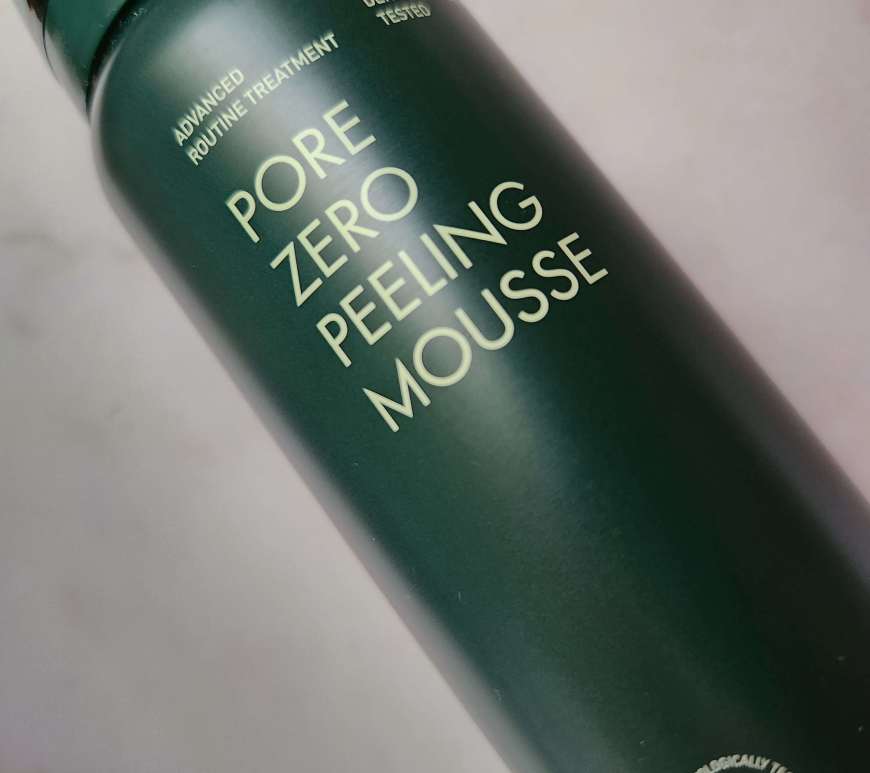 TESTED
ADVANCED
ROUTINE TREATMENT
PORE
ZERO
PEELING
MOUSSE